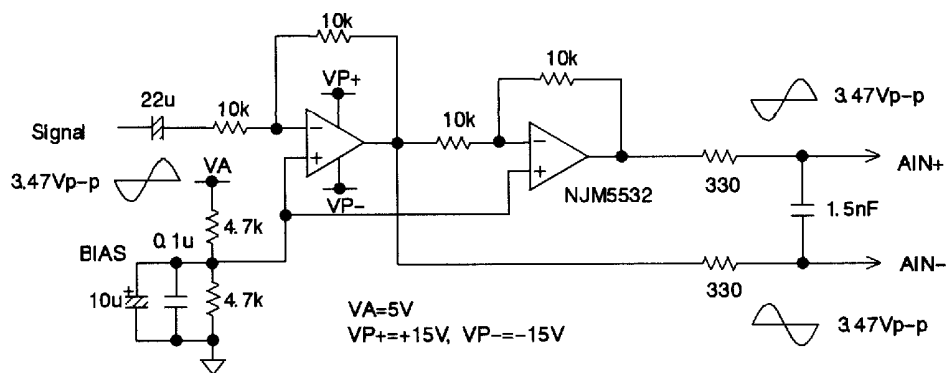 10k
10k
VP+
3.47Vp-p
22u
10k
10k
Signal
VA
AIN+
3.47Vp-p
VP-
NJM5532
330
4.7k
1.5nF
BIAS
0.1u
AIN-
10u
+
4.7k
330
VA=5V
VP+=+15V, VP-=-15V
3.47Vp-p
-
+
-
+